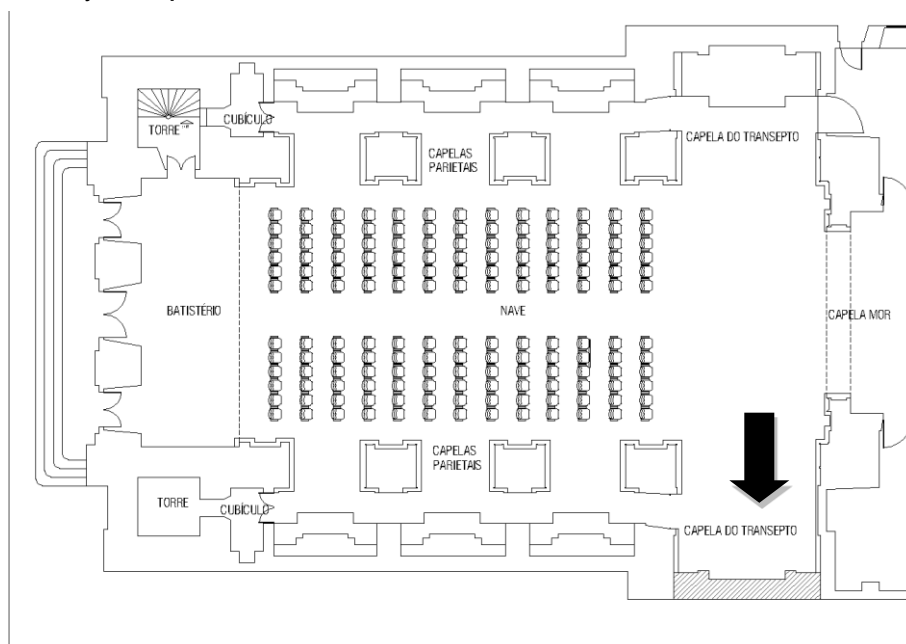 TORRE
CUBÍCULO
CAPELAS
PARIETAIS
CAPELA DO TRANSEPTO
BATISTÉRIO
NAVE
CAPELA MOR
CAPELAS
PARIETAIS
TORRE
CUBÍCULO
CAPELA DO TRANSEPTO